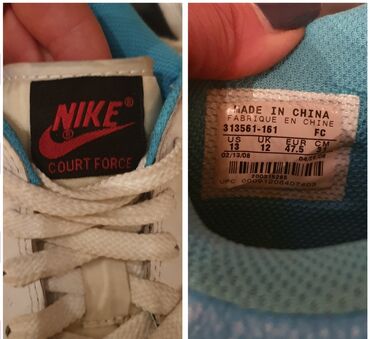 NIKE
COURT FORCE
MADE IN CHINA
FABRIQUE EN CHINE
313561-161 FC
US UK EUR CM
13 12 47.5 31
02/13/08